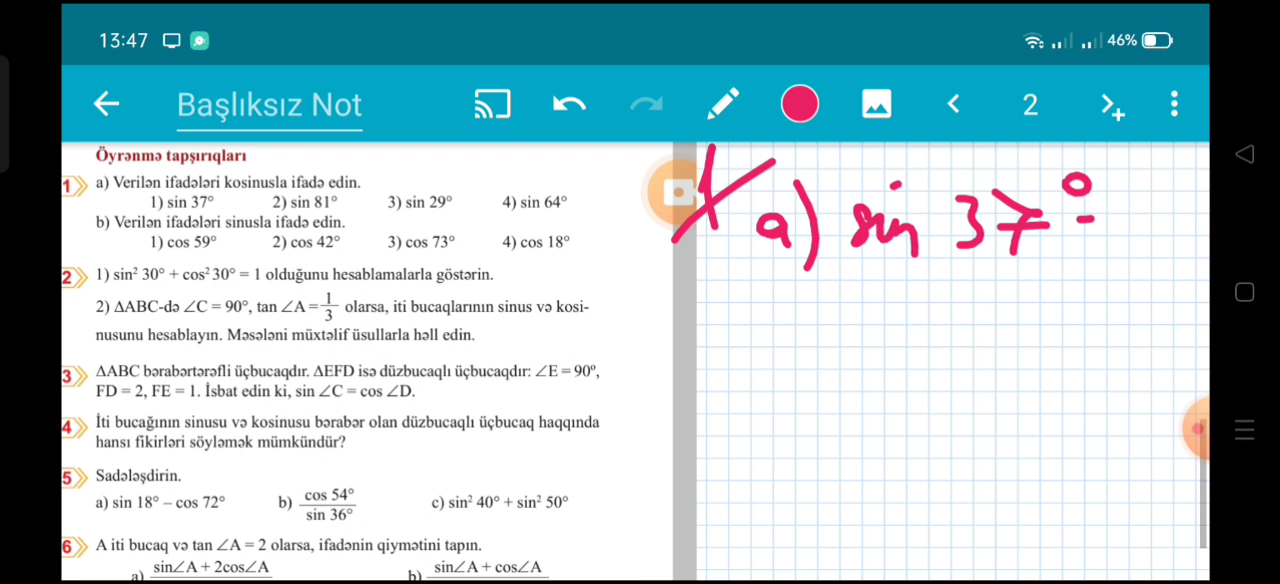 13:47 46%
Başlıksız Not 2
Öyrənmə tapşırıqları
1 a) Verilən ifadələri kosinusla ifadə edin.
1) sin 37° 2) sin 81° 3) sin 29° 4) sin 64°
b) Verilən ifadələri sinusla ifadə edin.
1) cos 59° 2) cos 42° 3) cos 73° 4) cos 18°
2 1) sin² 30° + cos² 30° = 1 olduğunu hesablamalarla göstərin.
2) ΔABC-də ∠C = 90°, tan ∠A = 1/3 olarsa, iti bucaqlarının sinus və kosi-
nusunu hesablayın. Məsələni müxtəlif üsullarla həll edin.
3 ΔABC bərabərtərəfli üçbucaqdır. ΔEFD isə düzbucaqlı üçbucaqdır: ∠E = 90°,
FD = 2, FE = 1. İsbat edin ki, sin ∠C = cos ∠D.
4 İti bucağının sinusu və kosinusu bərabər olan düzbucaqlı üçbucaq haqqında
hansı fikirləri söyləmək mümkündür?
5 Sadələşdirin.
a) sin 18° – cos 72° b) cos 54° / sin 36° c) sin² 40° + sin² 50°
6 A iti bucaq və tan ∠A = 2 olarsa, ifadənin qiymətini tapın.
a) sin∠A + 2cos∠A b) sin∠A + cos∠A
a) sin 37°